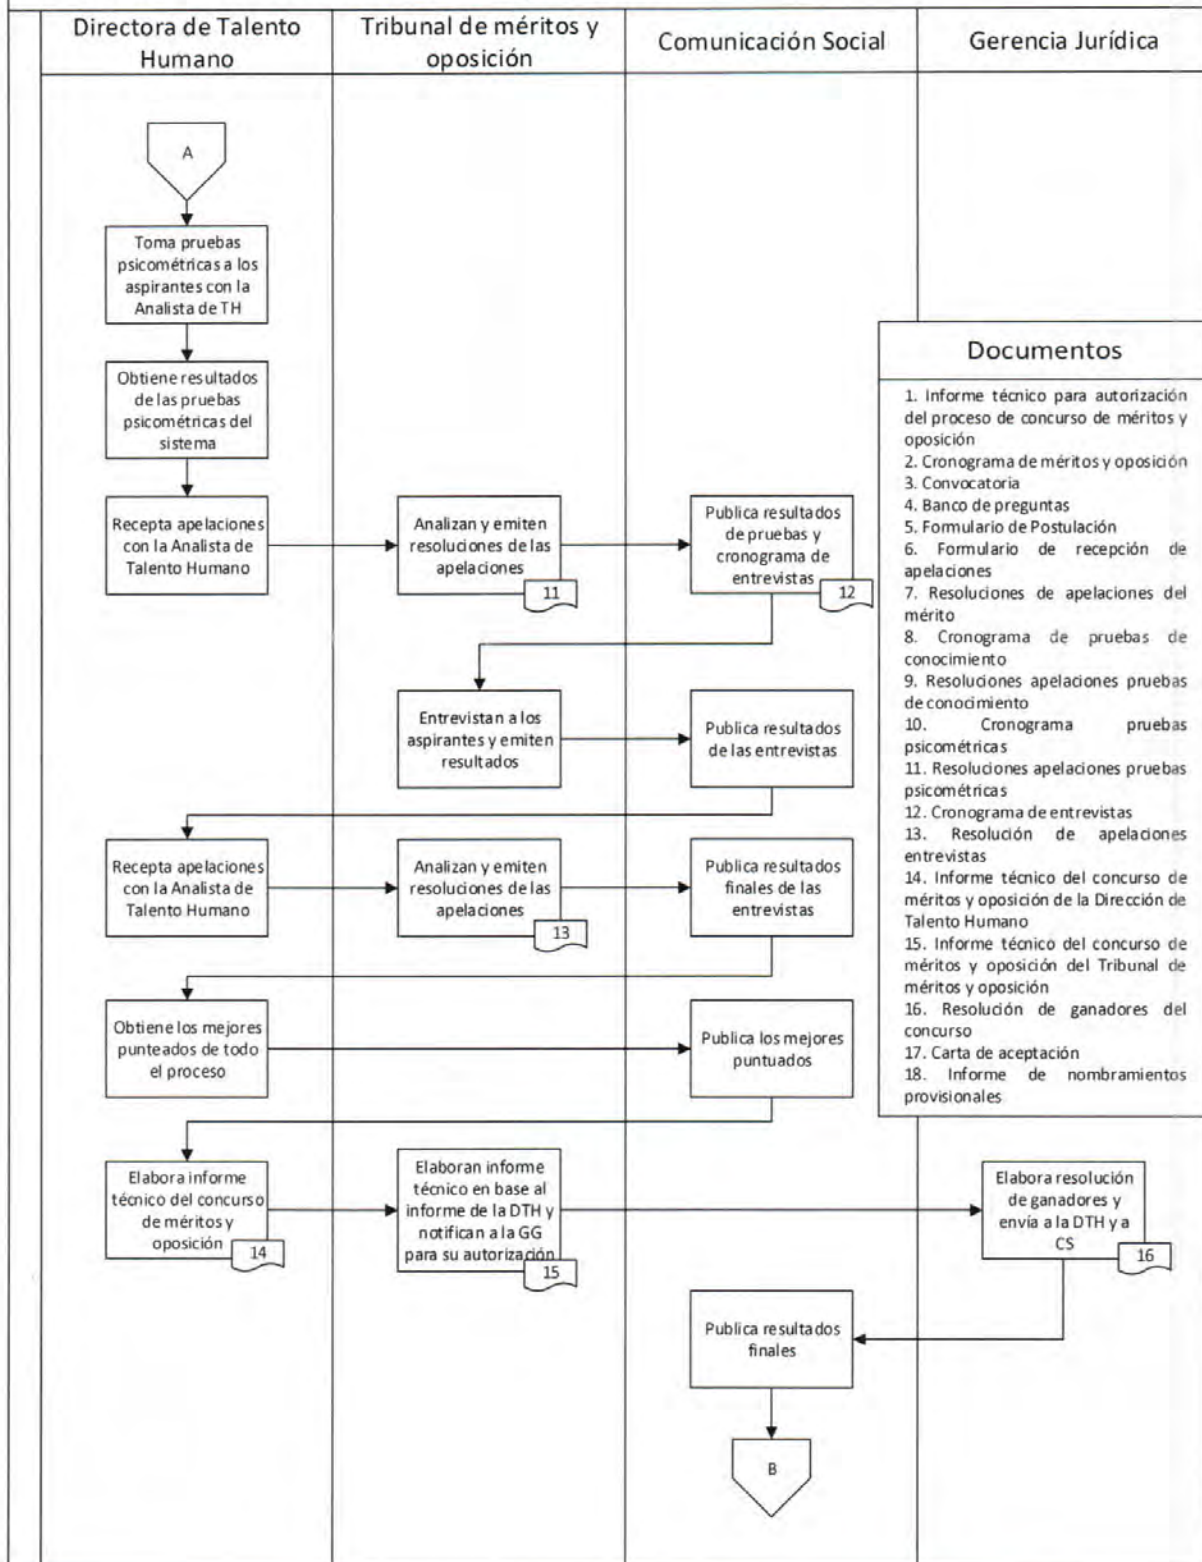 Directora de Talento
Humano
Tribunal de méritos y
oposición
Comunicación Social
Gerencia Jurídica
A
Toma pruebas
psicométricas a los
aspirantes con la
Analista de TH
Obtiene resultados
de las pruebas
psicométricas del
sistema
Recepta apelaciones
con la Analista de
Talento Humano
Analizan y emiten
resoluciones de las
apelaciones
11
Publica resultados
de pruebas y
cronograma de
entrevistas
12
Entrevistan a los
aspirantes y emiten
resultados
Publica resultados
de las entrevistas
Recepta apelaciones
con la Analista de
Talento Humano
Analizan y emiten
resoluciones de las
apelaciones
13
Publica resultados
finales de las
entrevistas
Obtiene los mejores
punteados de todo
el proceso
Publica los mejores
puntuados
Elabora informe
técnico del concurso
de méritos y
oposición
14
Elaboran informe
técnico en base al
informe de la DTH y
notifican a la GG
para su autorización
15
Elabora resolución
de ganadores y
envía a la DTH y a
CS
16
Publica resultados
finales
B
Documentos
1. Informe técnico para autorización
del proceso de concurso de méritos y
oposición
2. Cronograma de méritos y oposición
3. Convocatoria
4. Banco de preguntas
5. Formulario de Postulación
6. Formulario de recepción de
apelaciones
7. Resoluciones de apelaciones del
mérito
8. Cronograma de pruebas de
conocimiento
9. Resoluciones apelaciones pruebas
de conocimiento
10. Cronograma pruebas
psicométricas
11. Resoluciones apelaciones pruebas
psicométricas
12. Cronograma de entrevistas
13. Resolución de apelaciones
entrevistas
14. Informe técnico del concurso de
méritos y oposición de la Dirección de
Talento Humano
15. Informe técnico del concurso de
méritos y oposición del Tribunal de
méritos y oposición
16. Resolución de ganadores del
concurso
17. Carta de aceptación
18. Informe de nombramientos
provisionales